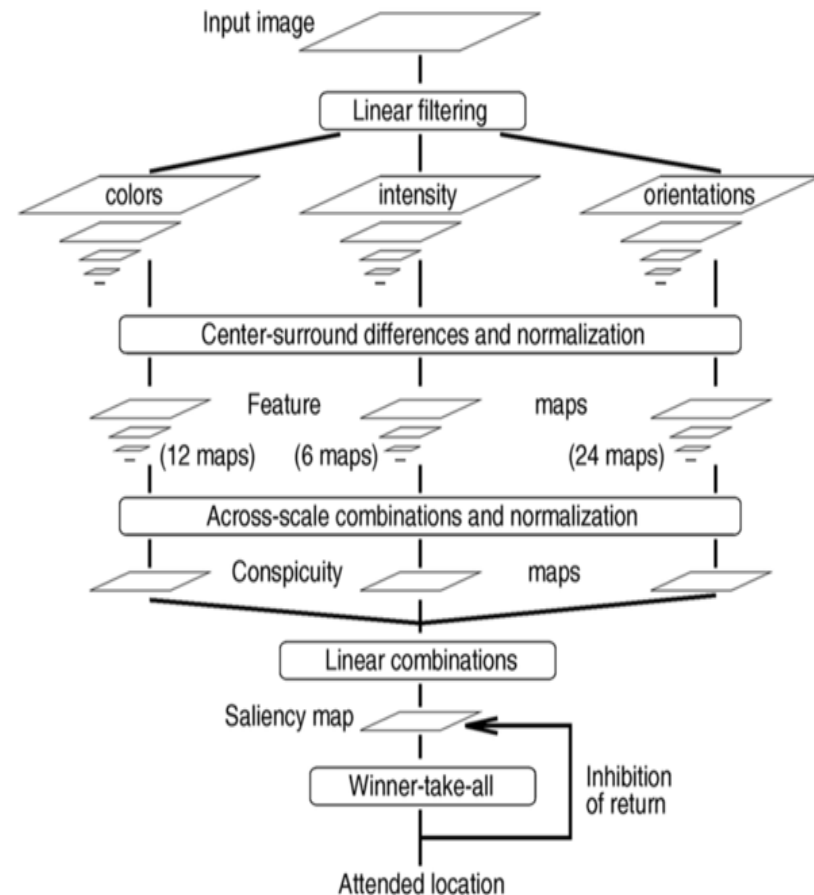 Input image
Linear filtering
colors
intensity
orientations
Center-surround differences and normalization
Feature
maps
(12 maps)
(6 maps)
(24 maps)
Across-scale combinations and normalization
Conspicuity
maps
Linear combinations
Saliency map
Winner-take-all
Inhibition
of return
Attended location